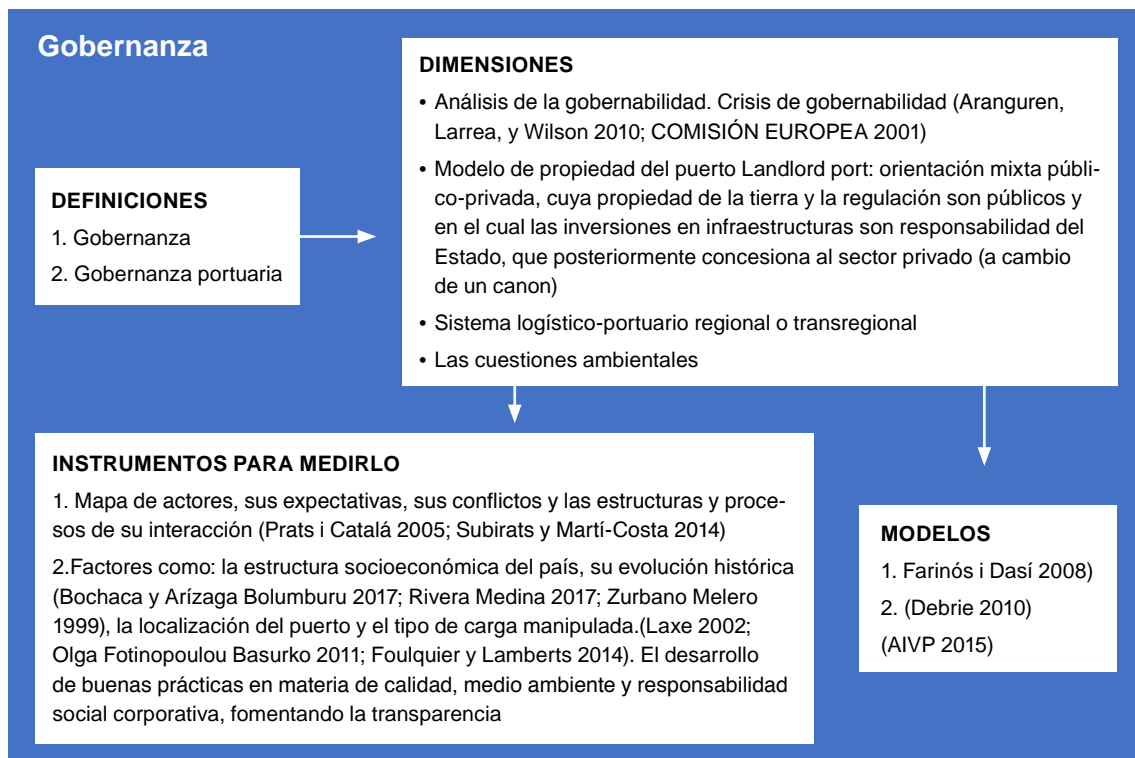 Gobernanza
DEFINICIONES
1. Gobernanza
2. Gobernanza portuaria
DIMENSIONES
• Análisis de la gobernabilidad. Crisis de gobernabilidad (Aranguren,
Larrea, y Wilson 2010; COMISIÓN EUROPEA 2001)
• Modelo de propiedad del puerto Landlord port: orientación mixta públi-
co-privada, cuya propiedad de la tierra y la regulación son públicos y
en el cual las inversiones en infraestructuras son responsabilidad del
Estado, que posteriormente concesiona al sector privado (a cambio
de un canon)
• Sistema logístico-portuario regional o transregional
• Las cuestiones ambientales
INSTRUMENTOS PARA MEDIRLO
1. Mapa de actores, sus expectativas, sus conflictos y las estructuras y proce-
sos de su interacción (Prats i Catalá 2005; Subirats y Martí-Costa 2014)
2.Factores como: la estructura socioeconómica del país, su evolución histórica
(Bochaca y Arízaga Bolumburu 2017; Rivera Medina 2017; Zurbano Melero
1999), la localización del puerto y el tipo de carga manipulada.(Laxe 2002;
Olga Fotinopoulou Basurko 2011; Foulquier y Lamberts 2014). El desarrollo
de buenas prácticas en materia de calidad, medio ambiente y responsabilidad
social corporativa, fomentando la transparencia
MODELOS
1. Farinós i Dasí 2008)
2. (Debrie 2010)
(AIVP 2015)